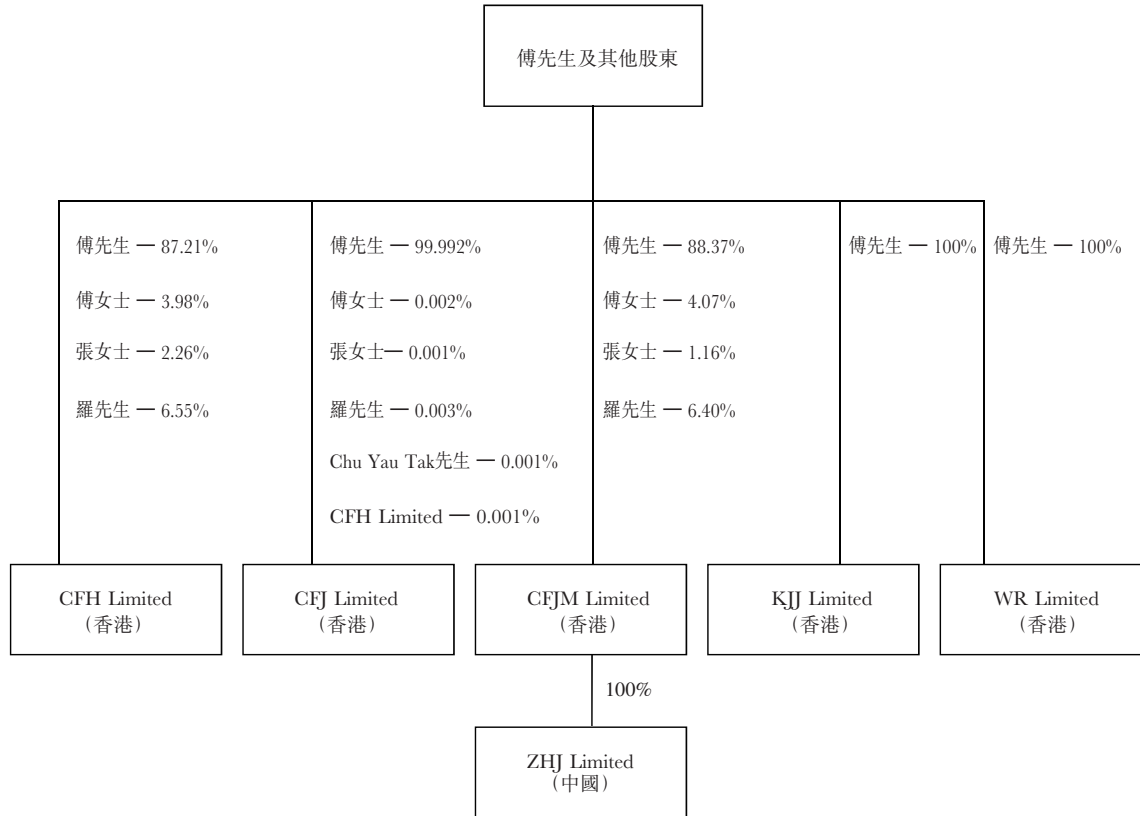 傅先生及其他股東
傅先生 — 87.21%
傅女士 — 3.98%
張女士 — 2.26%
羅先生 — 6.55%
傅先生 — 99.992%
傅女士 — 0.002%
張女士— 0.001%
羅先生 — 0.003%
Chu Yau Tak先生 — 0.001%
CFH Limited — 0.001%
傅先生 — 88.37%
傅女士 — 4.07%
張女士 — 1.16%
羅先生 — 6.40%
傅先生 — 100%
傅先生 — 100%
CFH Limited
（香港）
CFJ Limited
（香港）
CFJM Limited
（香港）
KJJ Limited
（香港）
WR Limited
（香港）
100%
ZHJ Limited
（中國）